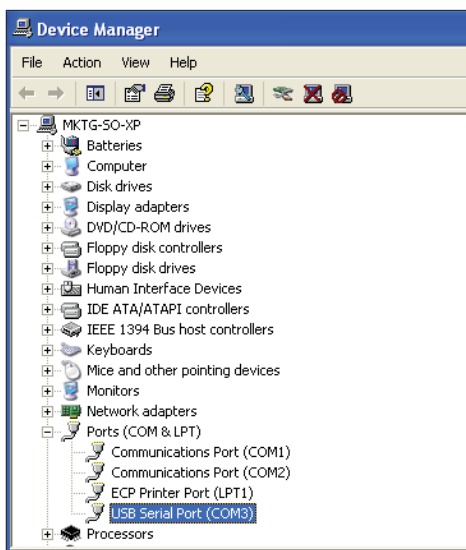 Device Manager
File Action View Help
MKTG-SO-XP
Batteries
Computer
Disk drives
Display adapters
DVD/CD-ROM drives
Floppy disk controllers
Floppy disk drives
Human Interface Devices
IDE ATA/ATAPI controllers
IEEE 1394 Bus host controllers
Keyboards
Mice and other pointing devices
Monitors
Network adapters
Ports (COM & LPT)
Communications Port (COM1)
Communications Port (COM2)
ECP Printer Port (LPT1)
USB Serial Port (COM3)
Processors